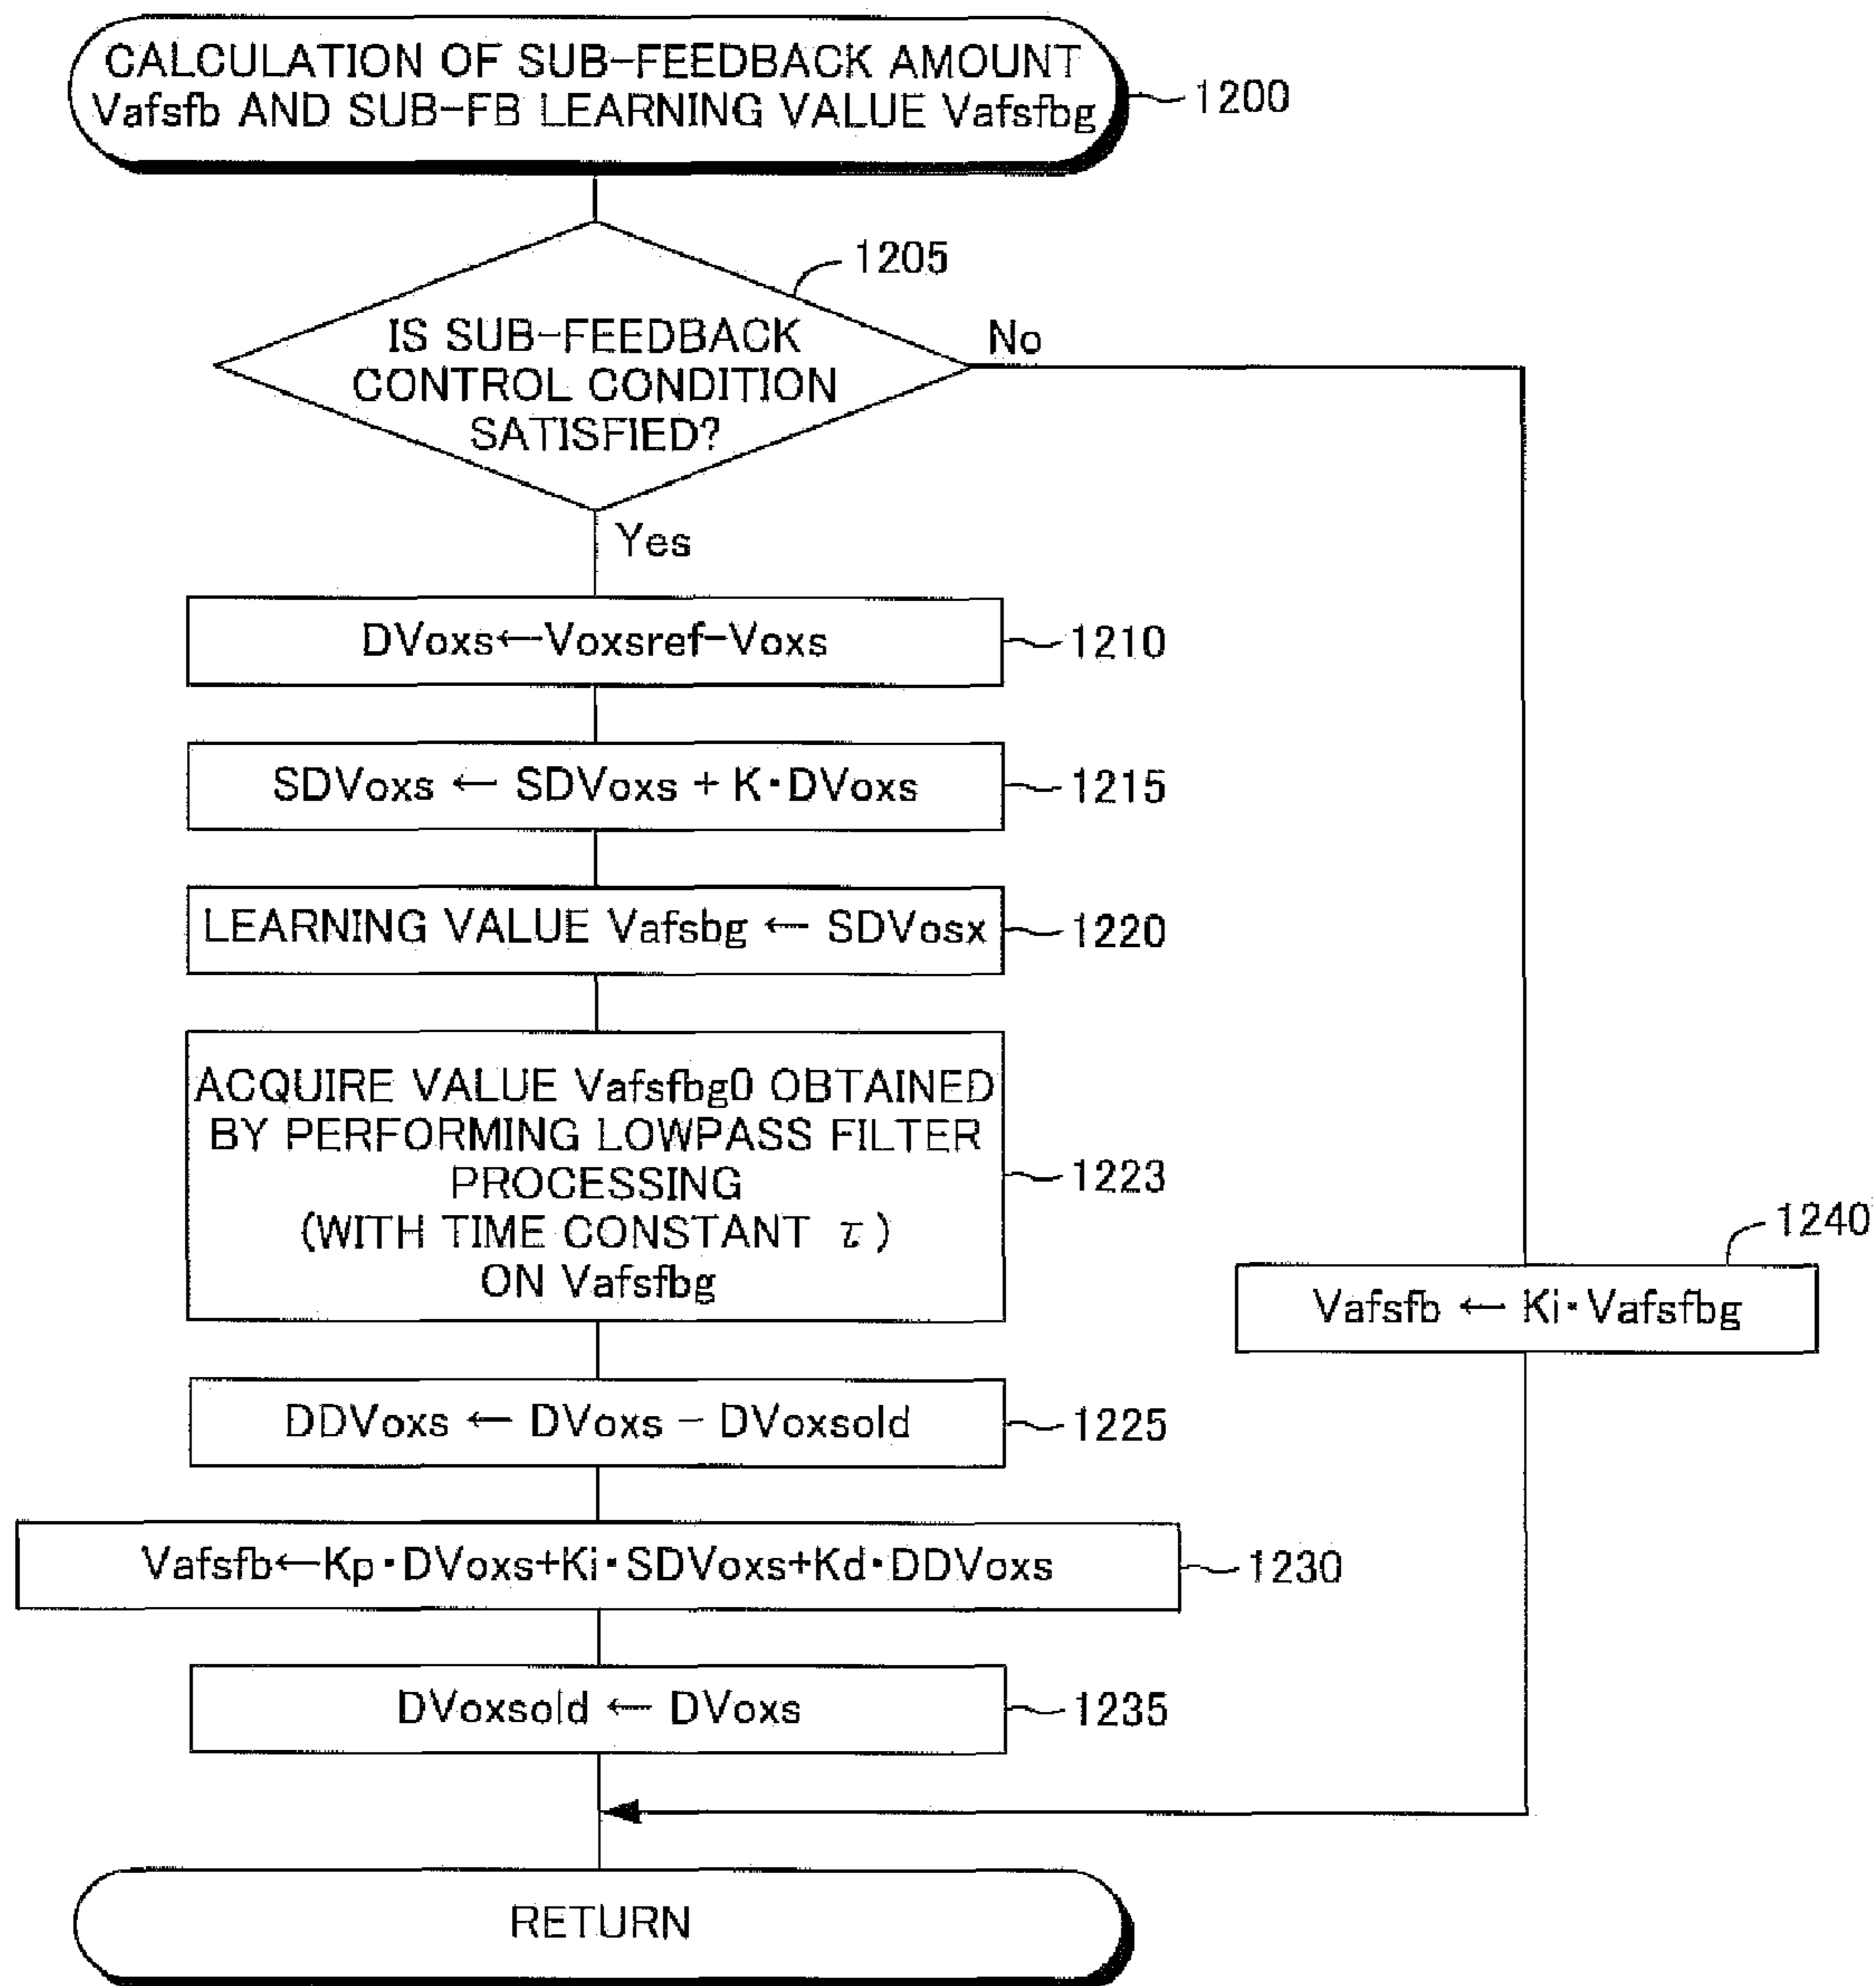 CALCULATION OF SUB-FEEDBACK AMOUNT
Vafsfb AND SUB-FB LEARNING VALUE Vafsfbg
1200
1205
IS SUB-FEEDBACK
CONTROL CONDITION
SATISFIED?
No
Yes
DVoxs←Voxsref-Voxs
1210
SDVoxs ← SDVoxs + K・DVoxs
1215
LEARNING VALUE Vafsbg ← SDVosx
1220
ACQUIRE VALUE Vafsfbg0 OBTAINED
BY PERFORMING LOWPASS FILTER
PROCESSING
(WITH TIME CONSTANT τ)
ON Vafsfbg
1223
1240
Vafsfb ← Ki・Vafsfbg
DDVoxs ← DVoxs - DVoxsold
1225
Vafsfb←Kp・DVoxs+Ki・SDVoxs+Kd・DDVoxs
1230
DVoxsold ← DVoxs
1235
RETURN